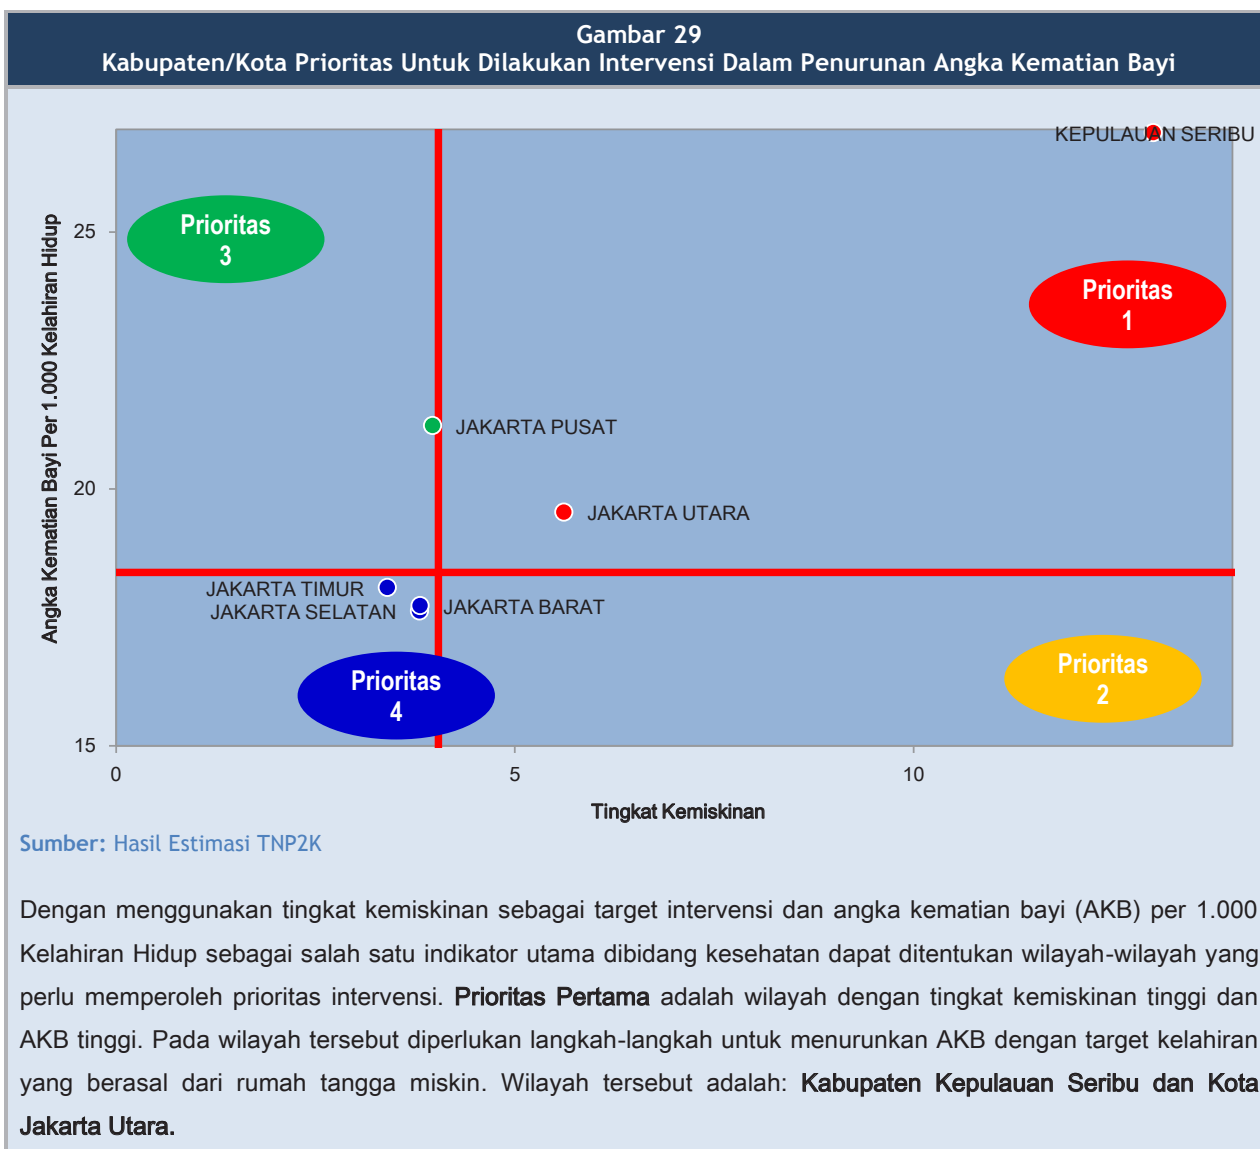 Gambar 29
Kabupaten/Kota Prioritas Untuk Dilakukan Intervensi Dalam Penurunan Angka Kematian Bayi
KEPULAUAN SERIBU
Prioritas
3
25
Prioritas
1
Angka Kematian Bayi Per 1.000 Kelahiran Hidup
JAKARTA PUSAT
20
JAKARTA UTARA
JAKARTA TIMUR
JAKARTA BARAT
JAKARTA SELATAN
Prioritas
4
Prioritas
2
15
0
5
10
Tingkat Kemiskinan
Sumber: Hasil Estimasi TNP2K
Dengan menggunakan tingkat kemiskinan sebagai target intervensi dan angka kematian bayi (AKB) per 1.000
Kelahiran Hidup sebagai salah satu indikator utama dibidang kesehatan dapat ditentukan wilayah-wilayah yang
perlu memperoleh prioritas intervensi. Prioritas Pertama adalah wilayah dengan tingkat kemiskinan tinggi dan
AKB tinggi. Pada wilayah tersebut diperlukan langkah-langkah untuk menurunkan AKB dengan target kelahiran
yang berasal dari rumah tangga miskin. Wilayah tersebut adalah: Kabupaten Kepulauan Seribu dan Kota
Jakarta Utara.